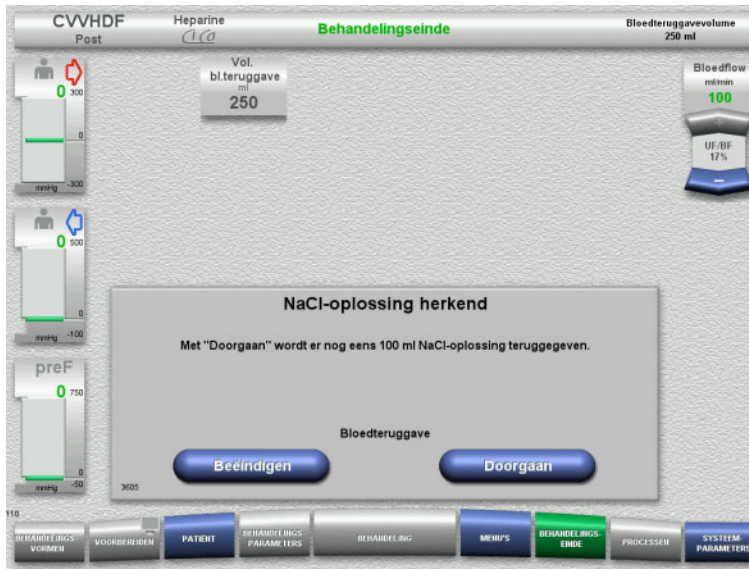 CVVHDF
Post
Heparine
Ci Ca
Behandelingseinde
Bloedteruggavevolume
250 ml
0
300
0
-300
mmHg
Vol.
bl.teruggave
ml
250
Bloedflow
ml/min
100
+
UF/BF
17%
−
0
500
0
-100
mmHg
preF
0
750
0
-50
mmHg
NaCl-oplossing herkend
Met "Doorgaan" wordt er nog eens 100 ml NaCl-oplossing teruggegeven.
Bloedteruggave
Beëindigen
Doorgaan
3605
110
BEHANDELINGS-
VORMEN
VOORBEREIDEN
PATIËNT
BEHANDELINGS-
PARAMETERS
BEHANDELING
MENU'S
BEHANDELINGS-
EINDE
PROCESSEN
SYSTEEM-
PARAMETERS